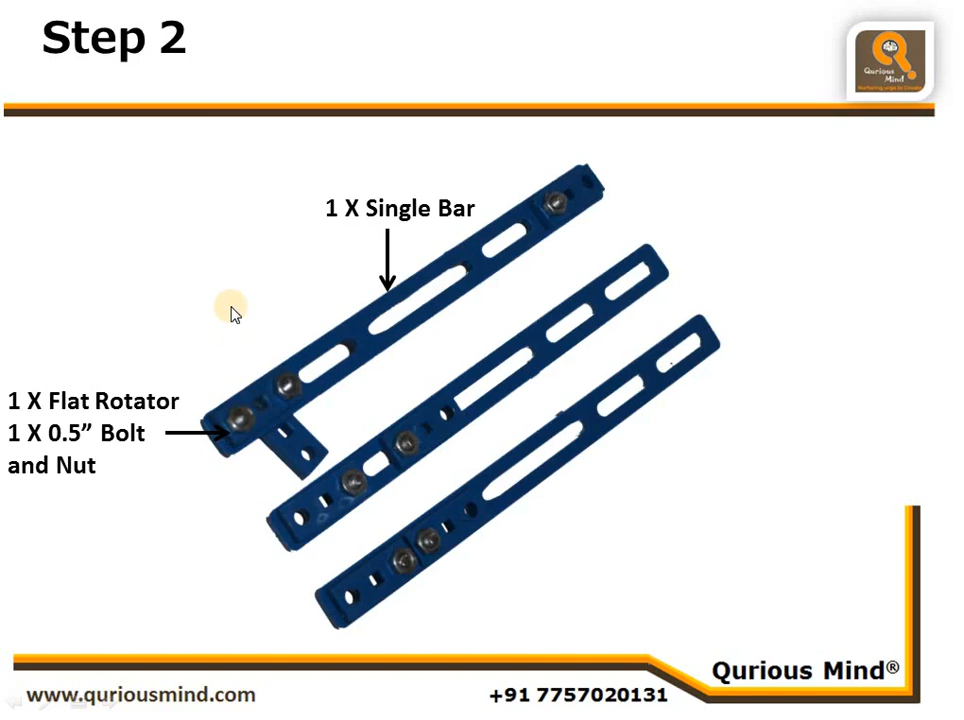 Step 2
Qurious
Mind
1 X Single Bar
1 X Flat Rotator
1 X 0.5” Bolt
and Nut
Qurious Mind®
www.quriousmind.com
+91 7757020131